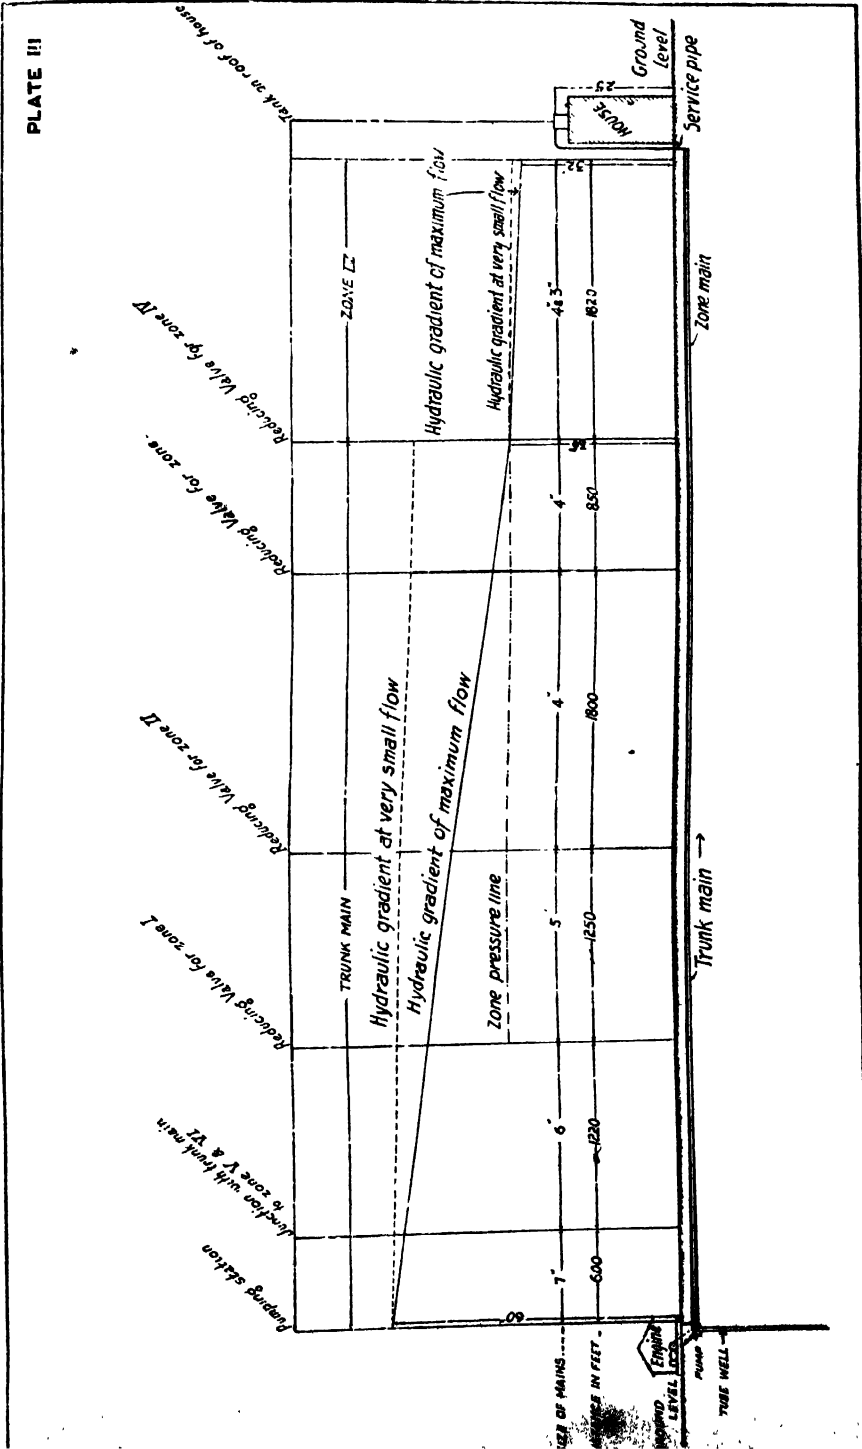 PLATE III
Pumping station
Junction with trunk main
to zone V & VI
Reducing Valve for zone I
Reducing Valve for zone II
Reducing Valve for zone
Reducing Valve for zone IV
Tank on roof of house
TRUNK MAIN
ZONE
Hydraulic gradient at very small flow
Hydraulic gradient of maximum flow
Hydraulic gradient of maximum flow
Hydraulic gradient at very small flow
Zone pressure line
60'
32'
25
HOUSE
OF MAINS
7"
6"
5"
4"
4"
4"&3"
IN FEET
600
1220
1250
1800
850
1620
Engine
LEVEL
Ground
Level
Service pipe
Zone main
Trunk main →
PUMP
TUBE WELL